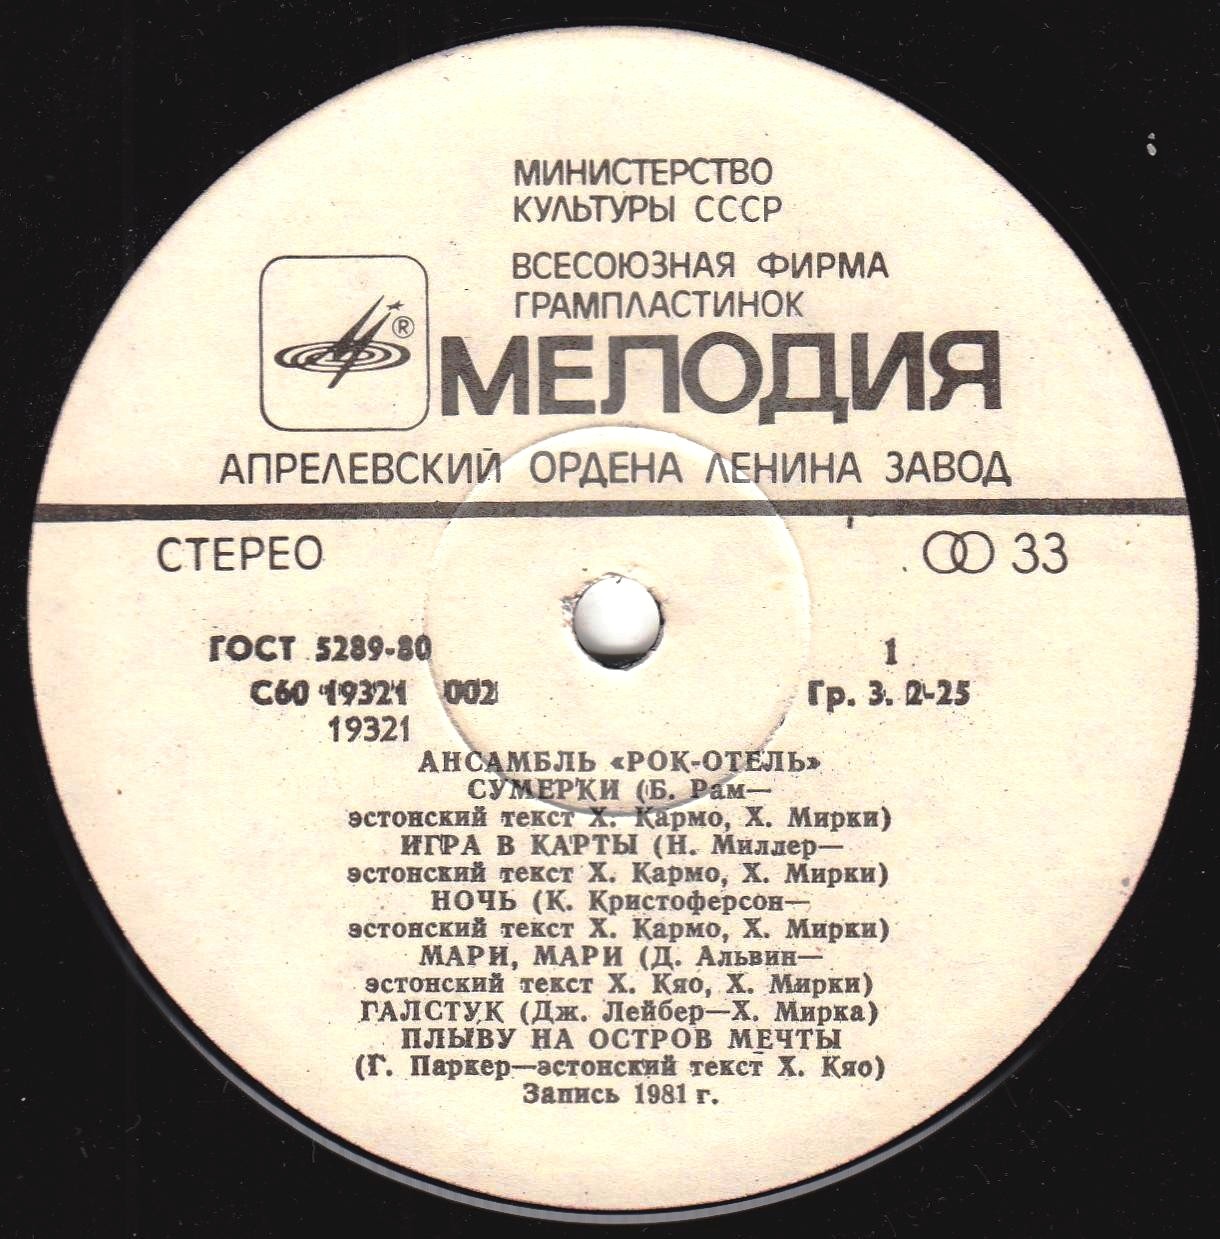 МИНИСТЕРСТВО
КУЛЬТУРЫ СССР
ВСЕСОЮЗНАЯ ФИРМА
ГРАМПЛАСТИНОК
®
МЕЛОДИЯ
АПРЕЛЕВСКИЙ ОРДЕНА ЛЕНИНА ЗАВОД
СТЕРЕО 33
ГОСТ 5289-80 1
С60 19321 002 Гр. 3. 2-25
19321
АНСАМБЛЬ «РОК-ОТЕЛЬ»
СУМЕРКИ (Б. Рам—
эстонский текст Х. Кармо, Х. Мирки)
ИГРА В КАРТЫ (Н. Миллер—
эстонский текст Х. Кармо, Х. Мирки)
НОЧЬ (К. Кристоферсон—
эстонский текст Х. Кармо, Х. Мирки)
МАРИ, МАРИ (Д. Альвин—
эстонский текст Х. Кяо, Х. Мирки)
ГАЛСТУК (Дж. Лейбер—Х. Мирка)
ПЛЫВУ НА ОСТРОВ МЕЧТЫ
(Г. Паркер—эстонский текст Х. Кяо)
Запись 1981 г.